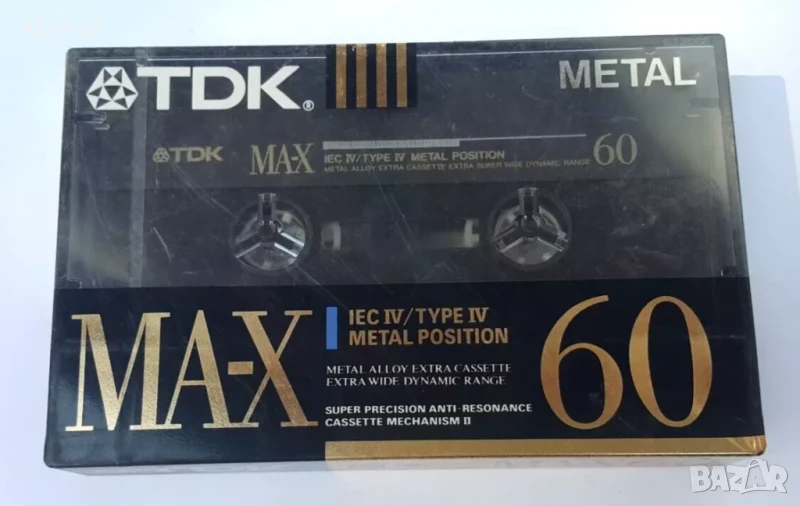 TDK® METAL
TDK MA-X IEC IV/TYPE IV METAL POSITION 60
METAL ALLOY EXTRA CASSETTE EXTRA SUPER WIDE DYNAMIC RANGE
MA-X IEC IV/TYPE IV 60
METAL POSITION
METAL ALLOY EXTRA CASSETTE
EXTRA WIDE DYNAMIC RANGE
SUPER PRECISION ANTI-RESONANCE
CASSETTE MECHANISM II
BAZAR